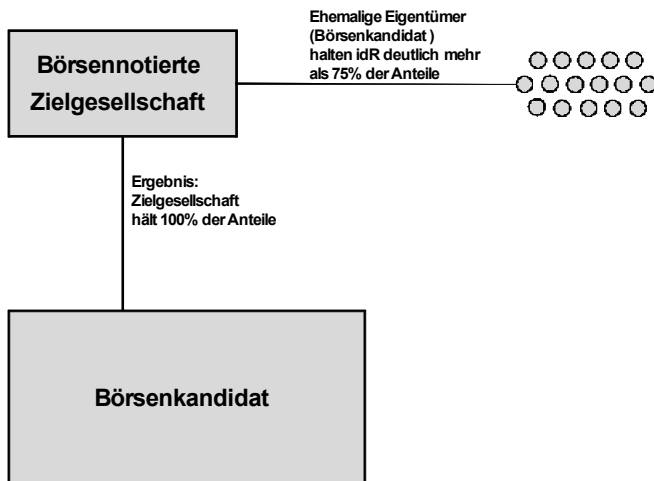 Ehemalige Eigentümer
(Börsenkandidat )
halten idR deutlich mehr
als 75% der Anteile
Börsennotierte
Zielgesellschaft
Ergebnis:
Zielgesellschaft
hält 100% der Anteile
Börsenkandidat